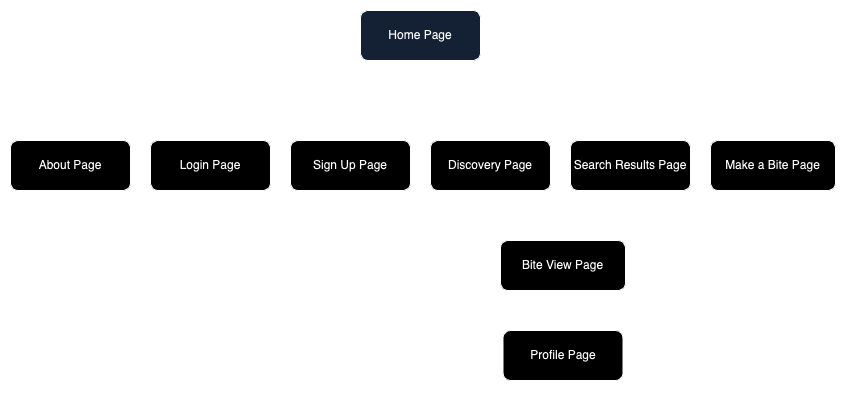 Home Page
About Page
Login Page
Sign Up Page
Discovery Page
Search Results Page
Make a Bite Page
Bite View Page
Profile Page